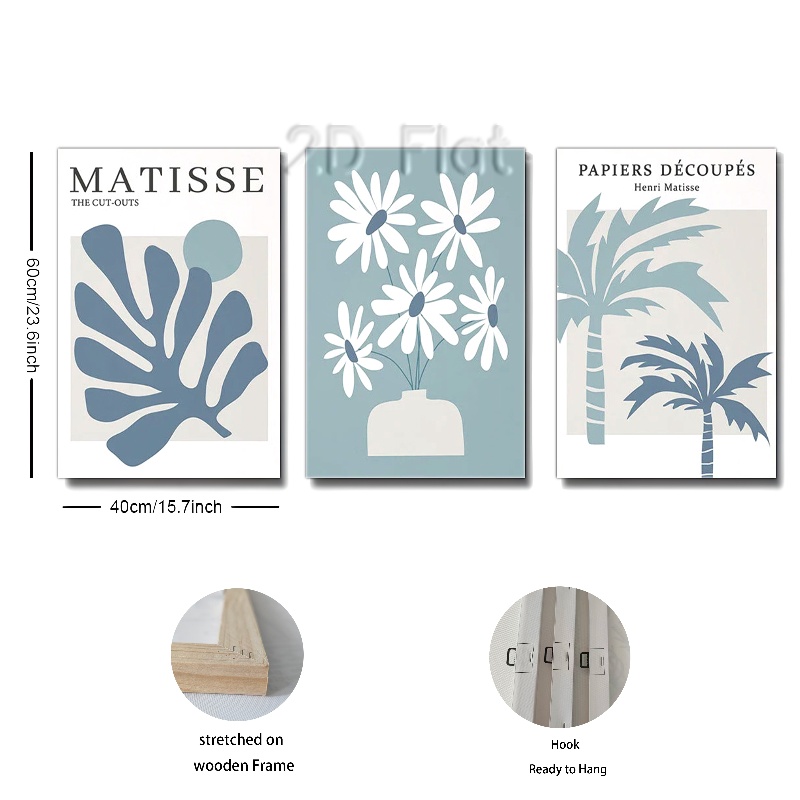 2D Flat
MATISSE
THE CUT-OUTS
PAPIERS DÉCOUPÉS
Henri Matisse
60cm/23.6inch
40cm/15.7inch
stretched on
wooden Frame
Hook
Ready to Hang